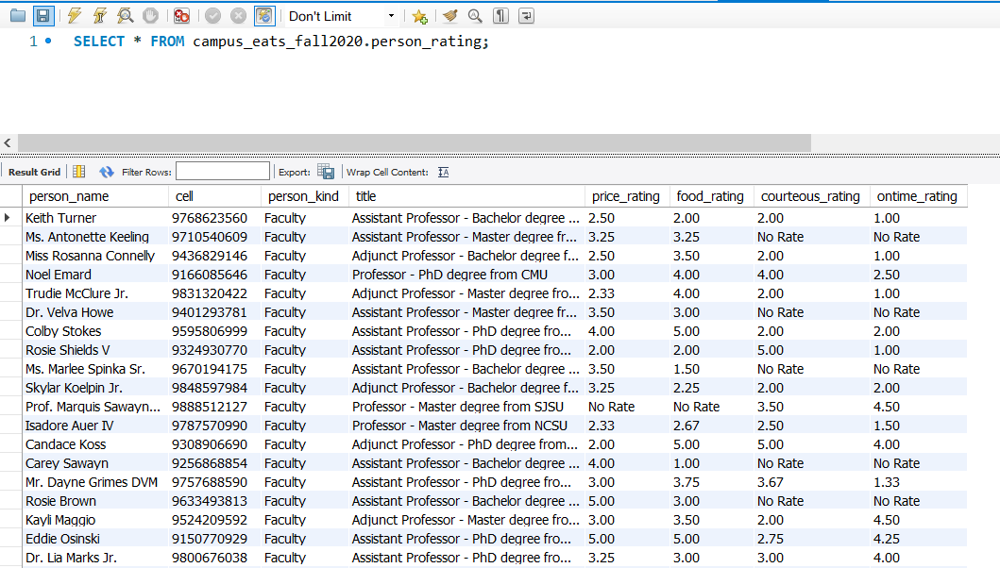 Don't Limit
1 SELECT * FROM campus_eats_fall2020.person_rating;
Result Grid Filter Rows: Export: Wrap Cell Content:
person_name cell person_kind title price_rating food_rating courteous_rating ontime_rating
Keith Turner 9768623560 Faculty Assistant Professor - Bachelor degree ... 2.50 2.00 2.00 1.00
Ms. Antonette Keeling 9710540609 Faculty Assistant Professor - Master degree fr... 3.25 3.25 No Rate No Rate
Miss Rosanna Connelly 9436829146 Faculty Adjunct Professor - Bachelor degree f... 2.50 3.50 2.00 1.00
Noel Emard 9166085646 Faculty Professor - PhD degree from CMU 3.00 4.00 4.00 2.50
Trudie McClure Jr. 9831320422 Faculty Adjunct Professor - Master degree fro... 2.33 4.00 2.00 1.00
Dr. Velva Howe 9401293781 Faculty Assistant Professor - Master degree fr... 3.50 3.00 No Rate No Rate
Colby Stokes 9595806999 Faculty Assistant Professor - PhD degree fro... 4.00 5.00 2.00 2.00
Rosie Shields V 9324930770 Faculty Assistant Professor - PhD degree fro... 2.00 2.00 5.00 1.00
Ms. Marlee Spinka Sr. 9670194175 Faculty Assistant Professor - Bachelor degree ... 3.50 1.50 No Rate No Rate
Skylar Koelpin Jr. 9848597984 Faculty Adjunct Professor - Bachelor degree f... 3.25 2.25 2.00 2.00
Prof. Marquis Sawayn... 9888512127 Faculty Professor - Master degree from SJSU No Rate No Rate 3.50 4.50
Isadore Auer IV 9787570990 Faculty Professor - Master degree from NCSU 2.33 2.67 2.50 1.50
Candace Koss 9308906690 Faculty Adjunct Professor - PhD degree from... 2.00 5.00 5.00 4.00
Carey Sawayn 9256868854 Faculty Assistant Professor - Bachelor degree ... 4.00 1.00 No Rate No Rate
Mr. Dayne Grimes DVM 9757688590 Faculty Assistant Professor - PhD degree fro... 3.00 3.75 3.67 1.33
Rosie Brown 9633493813 Faculty Assistant Professor - Bachelor degree ... 5.00 3.00 No Rate No Rate
Kayli Maggio 9524209592 Faculty Adjunct Professor - Master degree fro... 3.00 3.50 2.00 4.50
Eddie Osinski 9150770929 Faculty Assistant Professor - PhD degree fro... 5.00 5.00 2.75 4.25
Dr. Lia Marks Jr. 9800676038 Faculty Assistant Professor - PhD degree fro... 3.25 3.00 3.00 4.00